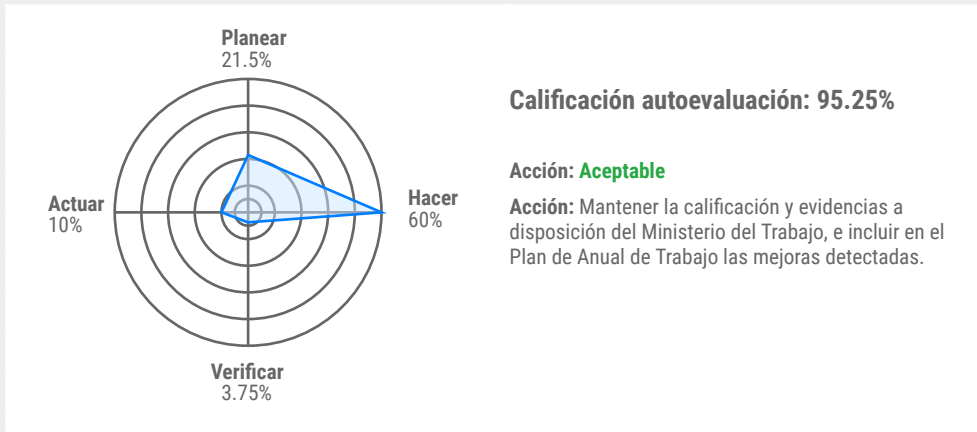 Planear
21.5%
Calificación autoevaluación: 95.25%
Acción: Aceptable
Acción: Mantener la calificación y evidencias a
disposición del Ministerio del Trabajo, e incluir en el
Plan de Anual de Trabajo las mejoras detectadas.
Actuar
10%
Hacer
60%
Verificar
3.75%